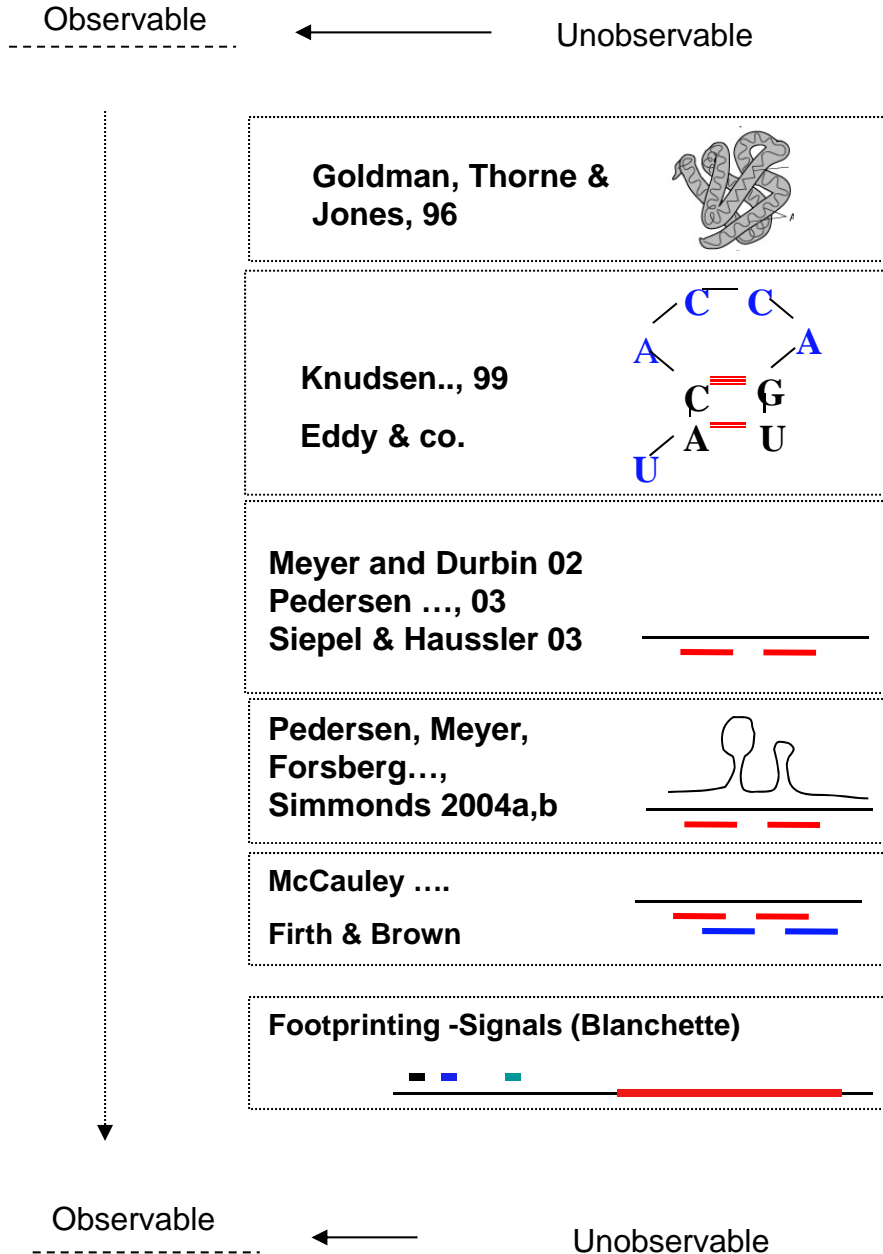 Observable
Unobservable
Goldman, Thorne &
Jones, 96
A
Knudsen.., 99
Eddy & co.
C C
A A
C G
A U
U
Meyer and Durbin 02
Pedersen …, 03
Siepel & Haussler 03
Pedersen, Meyer,
Forsberg…,
Simmonds 2004a,b
McCauley ….
Firth & Brown
Footprinting -Signals (Blanchette)
Observable
Unobservable